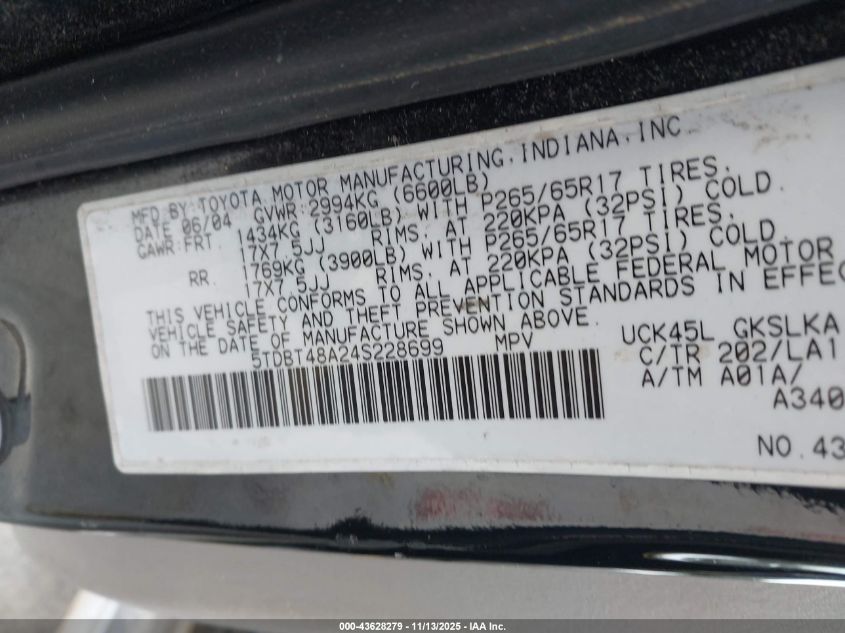 MFD BY TOYOTA MOTOR MANUFACTURING, INDIANA, INC
DATE 06/04 GVWR:2994KG (6600LB)
GAWR:FRT. 1434KG (3160LB) WITH P265/65R17 TIRES.
17X7.5JJ RIMS. AT 220KPA (32PSI) COLD.
RR. 1769KG (3900LB) WITH P265/65R17 TIRES.
17X7.5JJ RIMS. AT 220KPA (32PSI) COLD.
THIS VEHICLE CONFORMS TO ALL APPLICABLE FEDERAL MOTOR
VEHICLE SAFETY AND THEFT PREVENTION STANDARDS IN EFFEC
ON THE DATE OF MANUFACTURE SHOWN ABOVE.
5TDBT48A24S228699 MPV
UCK45L GKSLKA
C/TR 202/LA1
A/TM A01A/
A340
NO.43
000-43628279 - 11/13/2025 - IAA Inc.